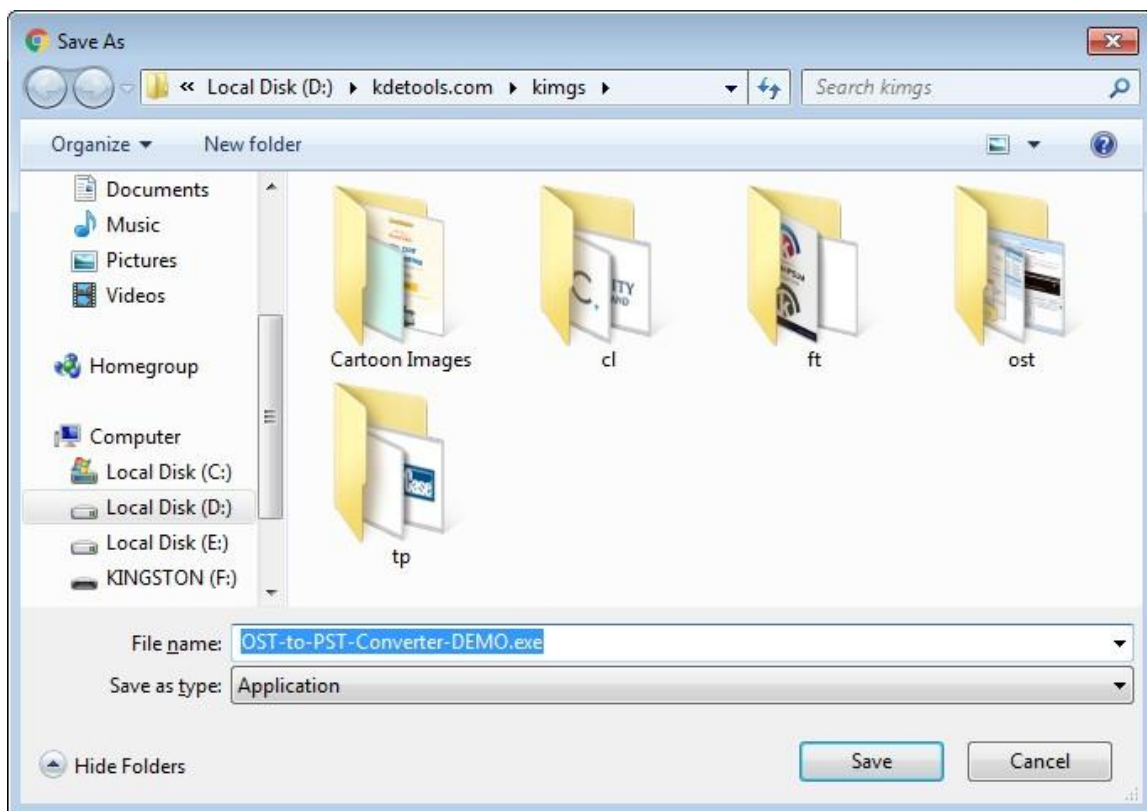 Save As
« Local Disk (D:) ▸ kdetools.com ▸ kimgs ▸
Search kimgs
Organize
New folder
Documents
Music
Pictures
Videos
Homegroup
Computer
Local Disk (C:)
Local Disk (D:)
Local Disk (E:)
KINGSTON (F:)
Cartoon Images
C.
ITY
cl
ft
ost
tp
File name: OST-to-PST-Converter-DEMO.exe
Save as type: Application
Hide Folders
Save
Cancel